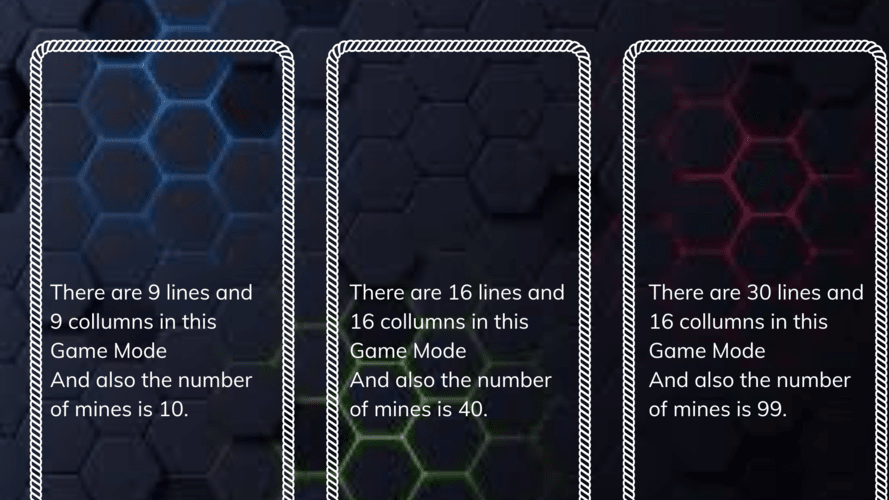 There are 9 lines and
9 collumns in this
Game Mode
And also the number
of mines is 10.
There are 16 lines and
16 collumns in this
Game Mode
And also the number
of mines is 40.
There are 30 lines and
16 collumns in this
Game Mode
And also the number
of mines is 99.